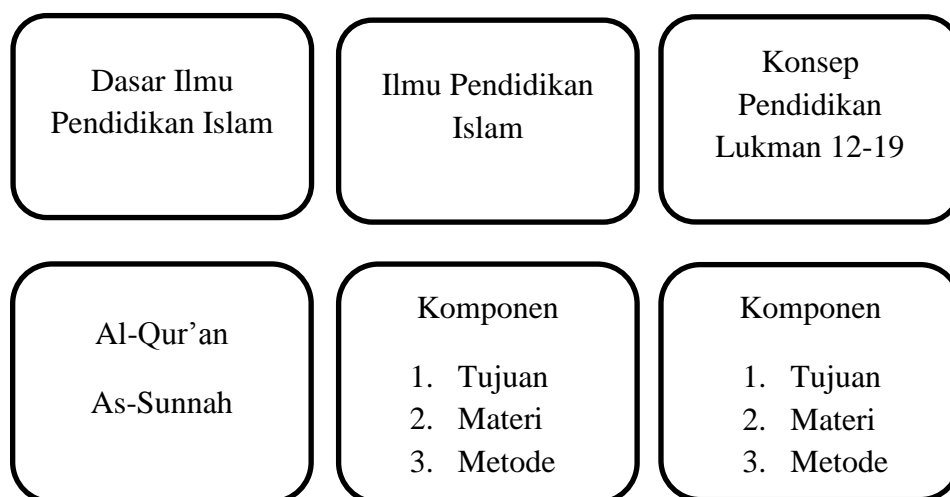 Dasar Ilmu
Pendidikan Islam
Ilmu Pendidikan
Islam
Konsep
Pendidikan
Lukman 12-19
Al-Qur’an
As-Sunnah
Komponen
1. Tujuan
2. Materi
3. Metode
Komponen
1. Tujuan
2. Materi
3. Metode